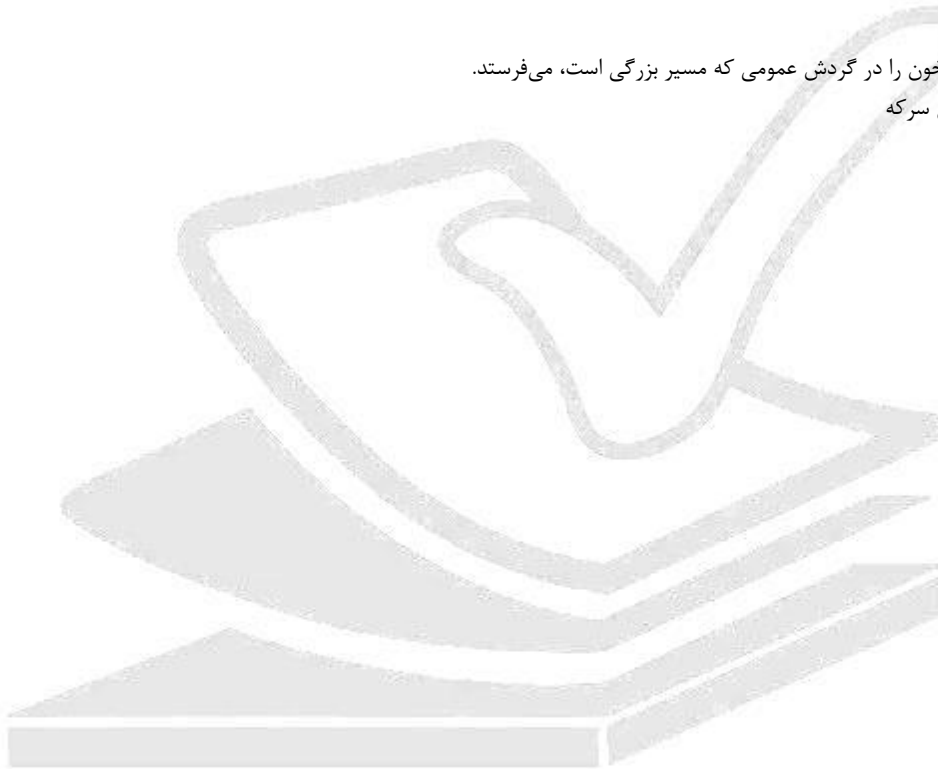 خون را در گردش عمومی که مسیر بزرگی است، می‌فرستد.
سرکه